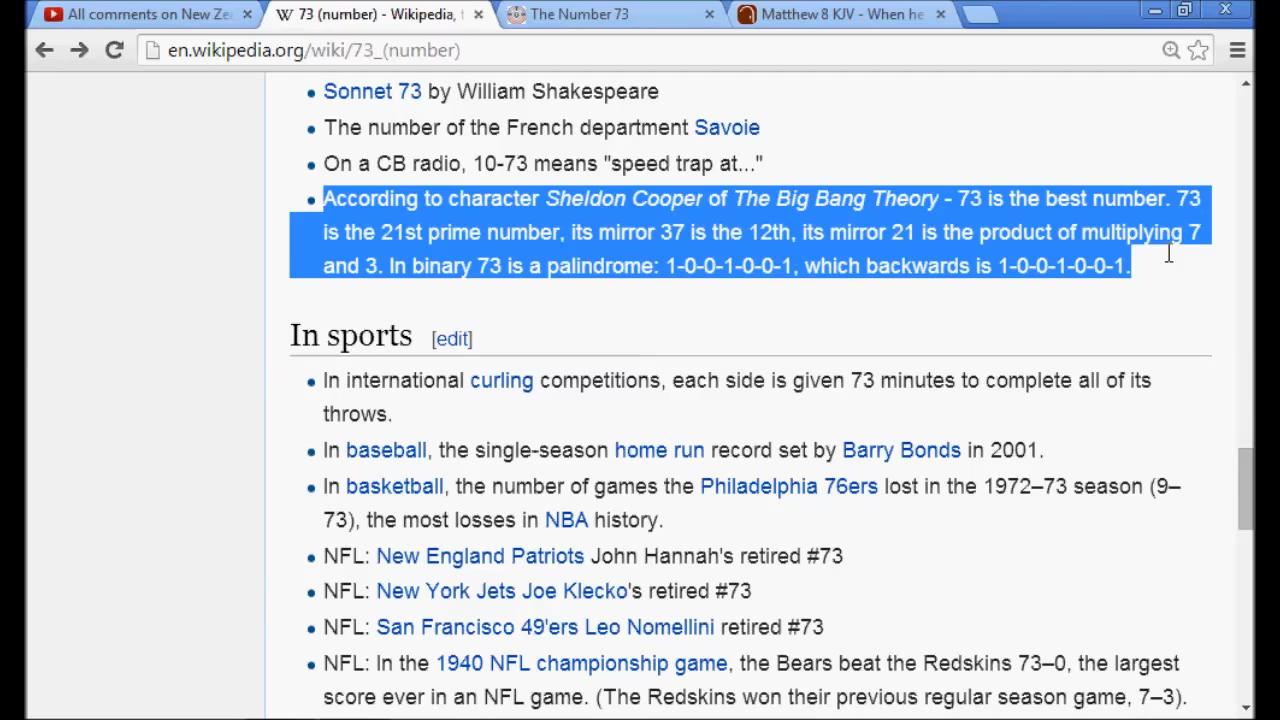 All comments on New Ze
73 (number) - Wikipedia, t
The Number 73
Matthew 8 KJV - When he
en.wikipedia.org/wiki/73_(number)
Sonnet 73 by William Shakespeare
The number of the French department Savoie
On a CB radio, 10-73 means "speed trap at..."
According to character Sheldon Cooper of The Big Bang Theory - 73 is the best number. 73
is the 21st prime number, its mirror 37 is the 12th, its mirror 21 is the product of multiplying 7
and 3. In binary 73 is a palindrome: 1-0-0-1-0-0-1, which backwards is 1-0-0-1-0-0-1.
In sports [edit]
In international curling competitions, each side is given 73 minutes to complete all of its
throws.
In baseball, the single-season home run record set by Barry Bonds in 2001.
In basketball, the number of games the Philadelphia 76ers lost in the 1972–73 season (9–
73), the most losses in NBA history.
NFL: New England Patriots John Hannah's retired #73
NFL: New York Jets Joe Klecko's retired #73
NFL: San Francisco 49'ers Leo Nomellini retired #73
NFL: In the 1940 NFL championship game, the Bears beat the Redskins 73–0, the largest
score ever in an NFL game. (The Redskins won their previous regular season game, 7–3).